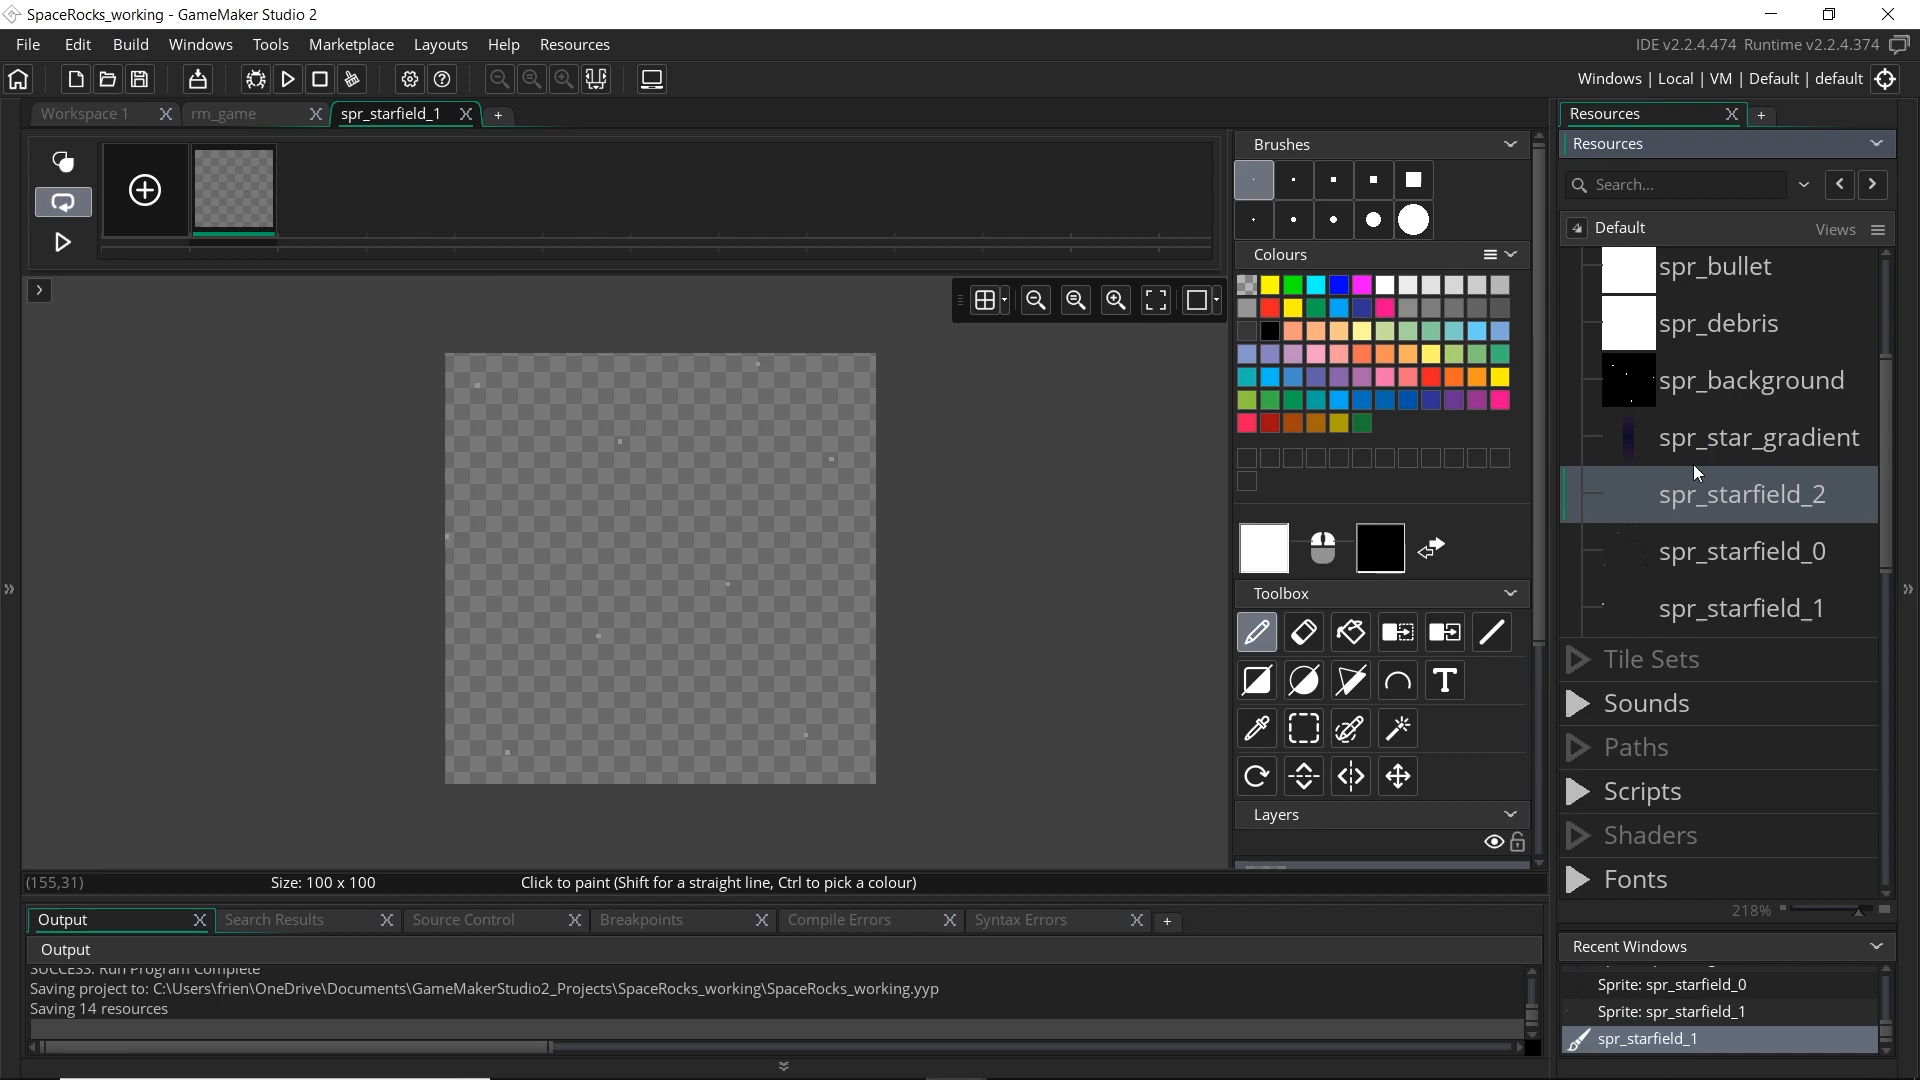 SpaceRocks_working - GameMaker Studio 2
File Edit Build Windows Tools Marketplace Layouts Help Resources
IDE v2.2.4.474 Runtime v2.2.4.374
Windows | Local | VM | Default | default
Workspace 1 rm_game spr_starfield_1
Resources
Resources
Search...
Default Views
spr_bullet
spr_debris
spr_background
spr_star_gradient
spr_starfield_2
spr_starfield_0
spr_starfield_1
Tile Sets
Sounds
Paths
Scripts
Shaders
Fonts
218%
Recent Windows
Sprite: spr_starfield_0
Sprite: spr_starfield_1
spr_starfield_1
Brushes
Colours
Toolbox
Layers
(155,31) Size: 100 x 100 Click to paint (Shift for a straight line, Ctrl to pick a colour)
Output Search Results Source Control Breakpoints Compile Errors Syntax Errors
Output
SUCCESS: Run Program Complete
Saving project to: C:\Users\frien\OneDrive\Documents\GameMakerStudio2_Projects\SpaceRocks_working\SpaceRocks_working.yyp
Saving 14 resources